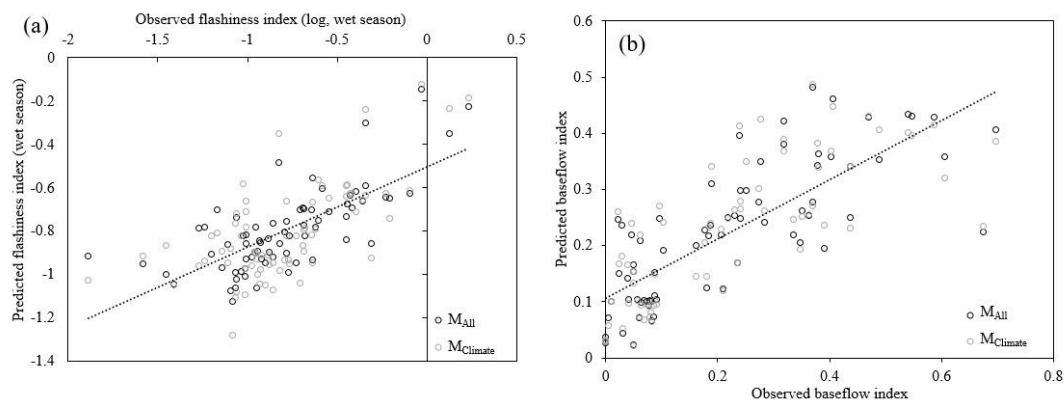 Observed flashiness index (log, wet season)
-2 -1.5 -1 -0.5 0 0.5
(a)
Predicted flashiness index (wet season)
0
-0.2
-0.4
-0.6
-0.8
-1
-1.2
-1.4
MAll
MClimate
(b)
Predicted baseflow index
0.6
0.5
0.4
0.3
0.2
0.1
0
MAll
MClimate
0 0.2 0.4 0.6 0.8
Observed baseflow index